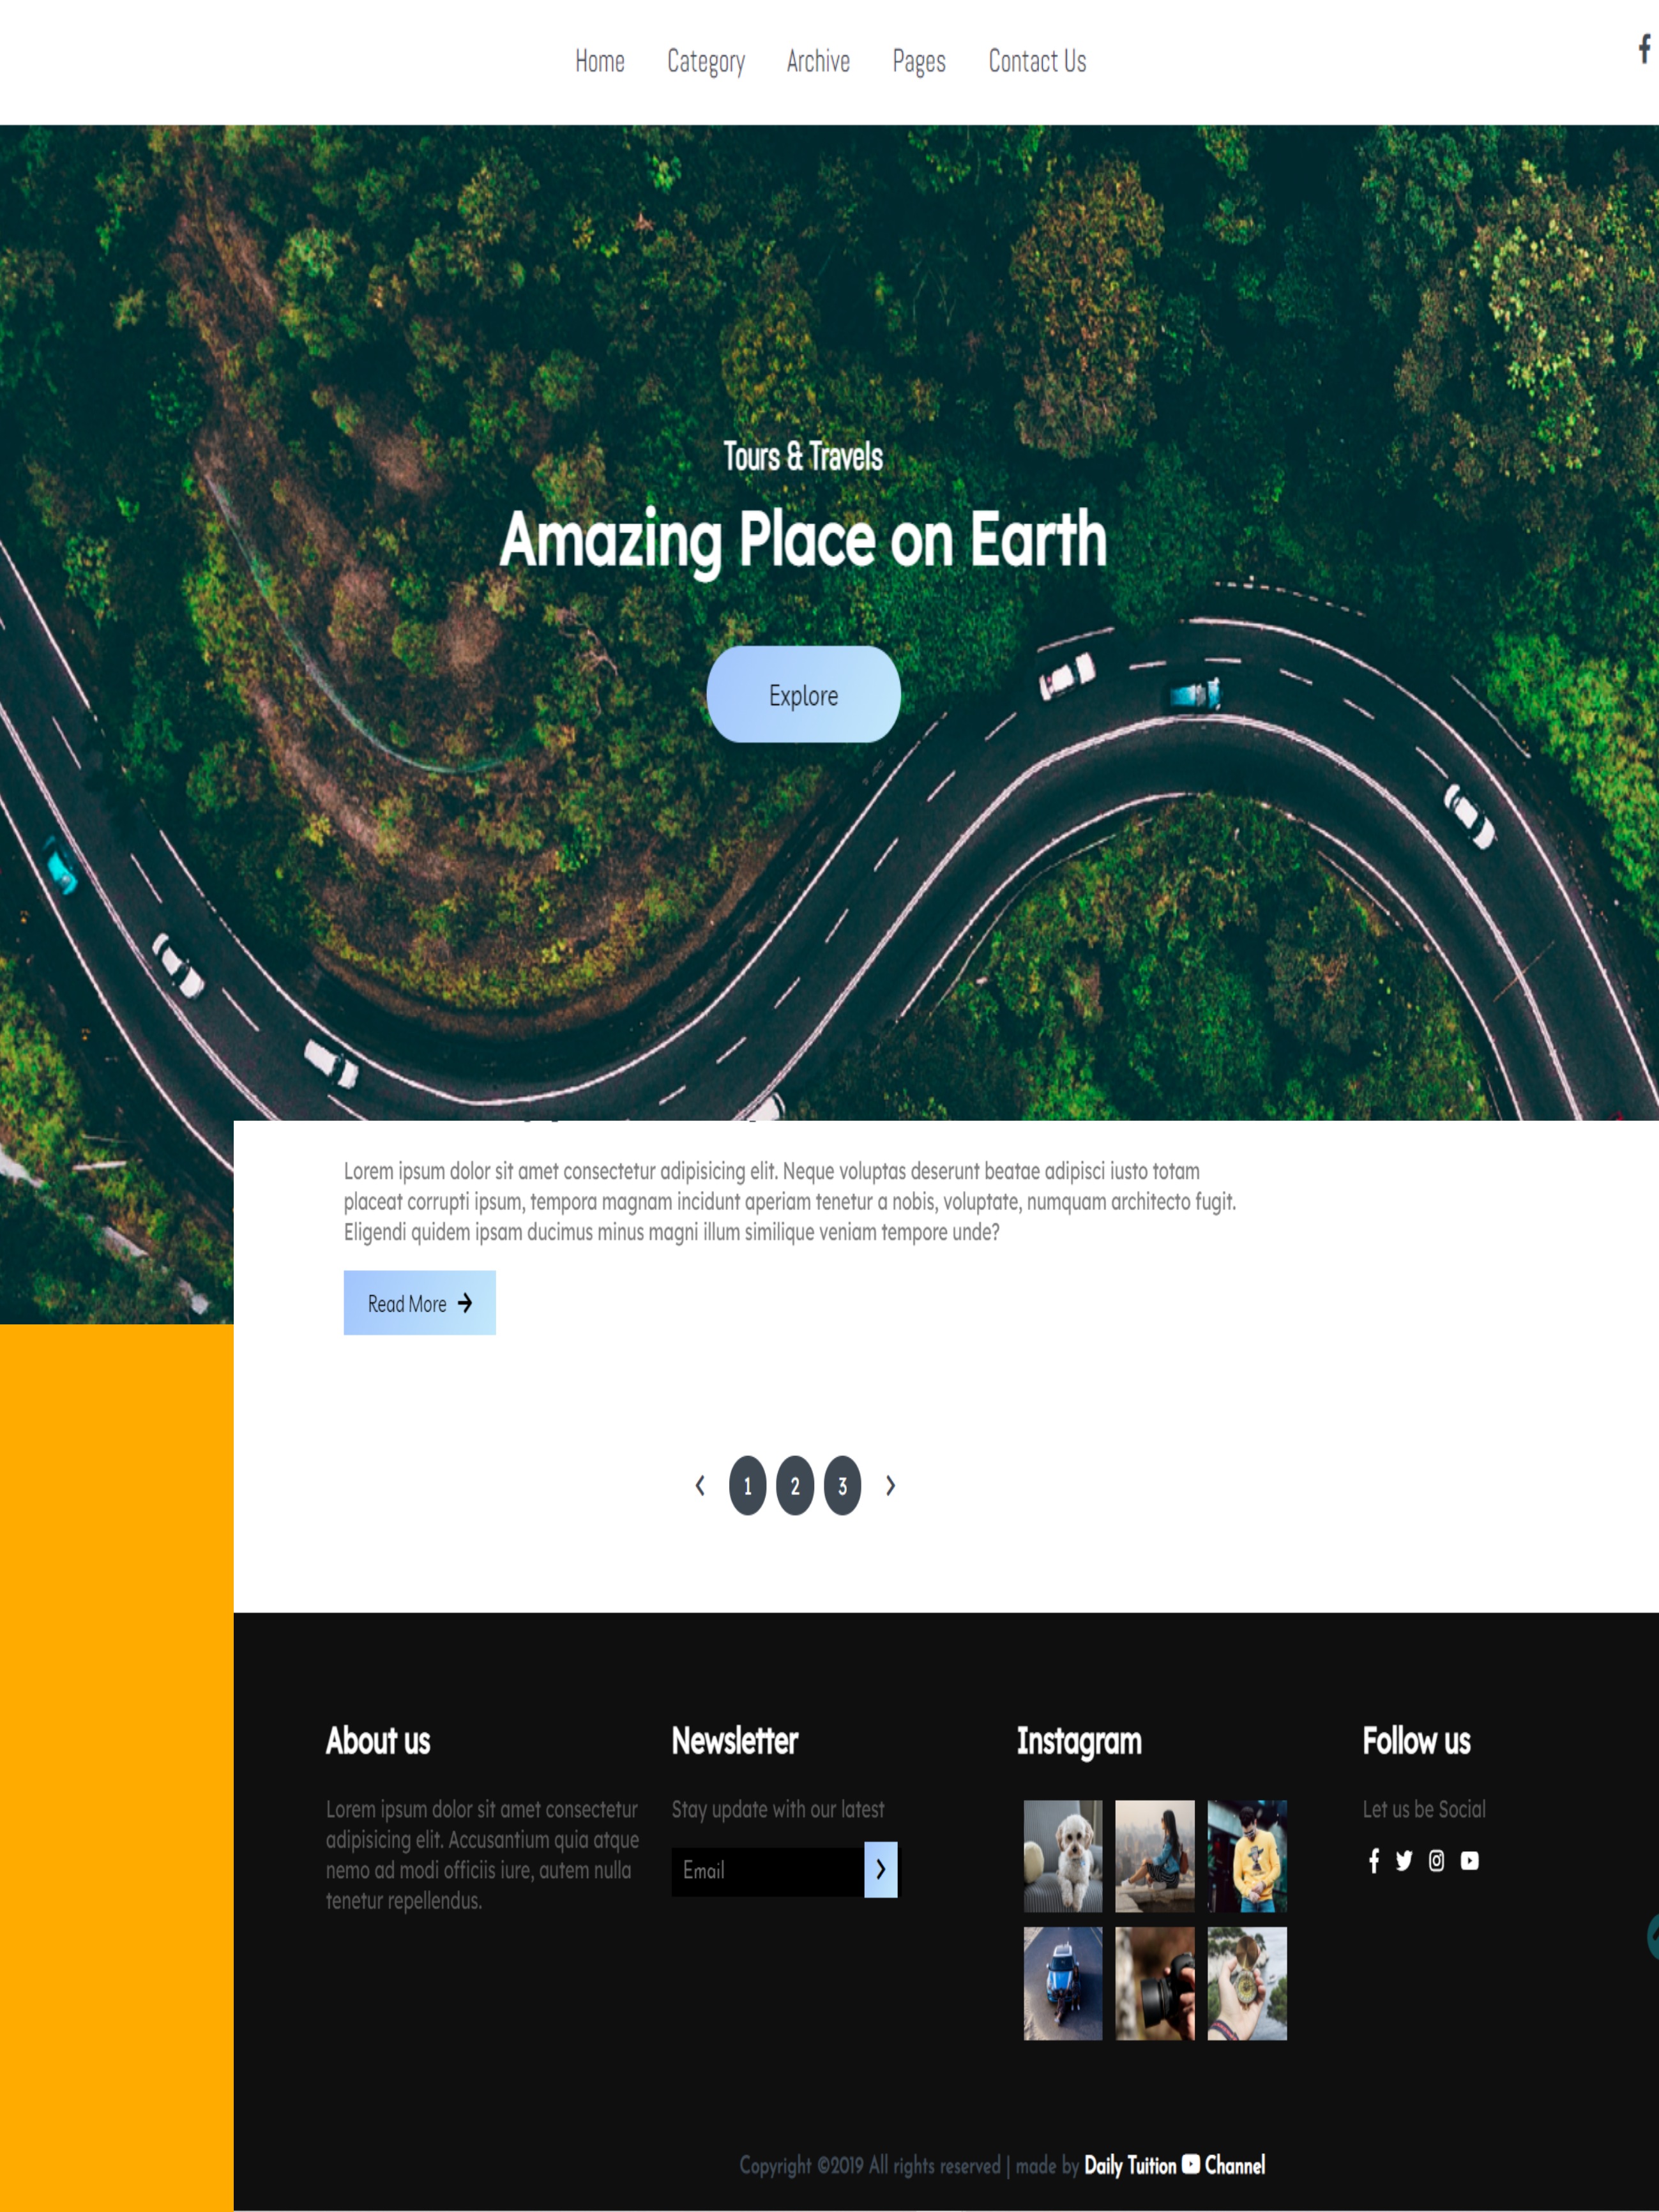 Home Category Archive Pages Contact Us
Tours & Travels
Amazing Place on Earth
Explore
Lorem ipsum dolor sit amet consectetur adipisicing elit. Neque voluptas deserunt beatae adipisci iusto totam
placeat corrupti ipsum, tempora magnam incidunt aperiam tenetur a nobis, voluptate, numquam architecto fugit.
Eligendi quidem ipsam ducimus minus magni illum similique veniam tempore unde?
Read More
1 2 3
About us
Lorem ipsum dolor sit amet consectetur
adipisicing elit. Accusantium quia atque
nemo ad modi officiis iure, autem nulla
tenetur repellendus.
Newsletter
Stay update with our latest
Email
Instagram
Follow us
Let us be Social
Copyright ©2019 All rights reserved | made by Daily Tuition Channel